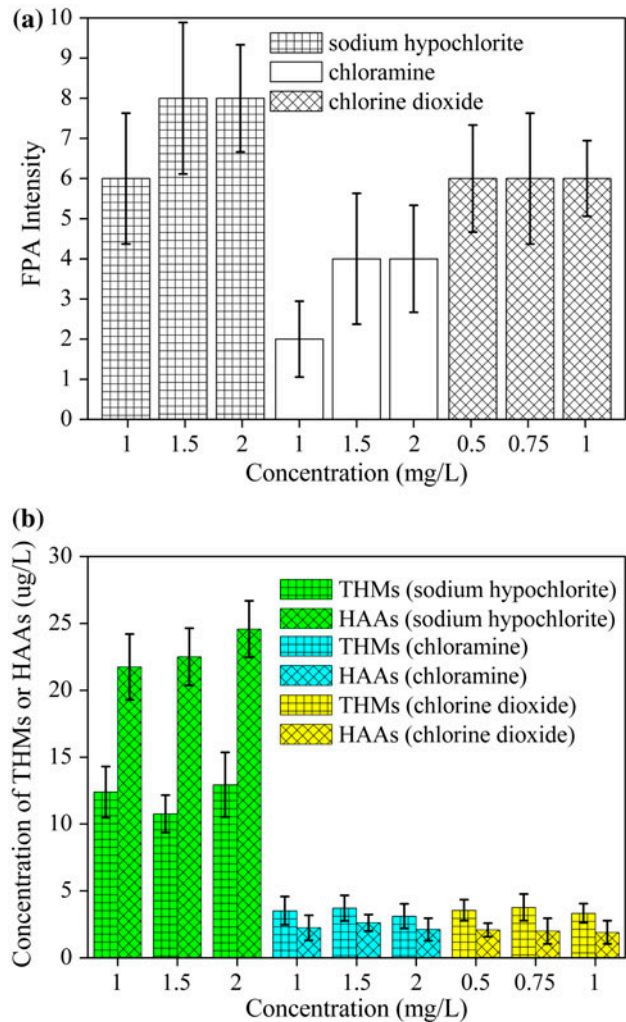 (a)
10
9
8
7
6
5
4
3
2
1
0
FPA Intensity
sodium hypochlorite
chloramine
chlorine dioxide
1 1.5 2 1 1.5 2 0.5 0.75 1
Concentration (mg/L)
(b)
30
25
20
15
10
5
0
Concentration of THMs or HAAs (ug/L)
THMs (sodium hypochlorite)
HAAs (sodium hypochlorite)
THMs (chloramine)
HAAs (chloramine)
THMs (chlorine dioxide)
HAAs (chlorine dioxide)
1 1.5 2 1 1.5 2 0.5 0.75 1
Concentration (mg/L)